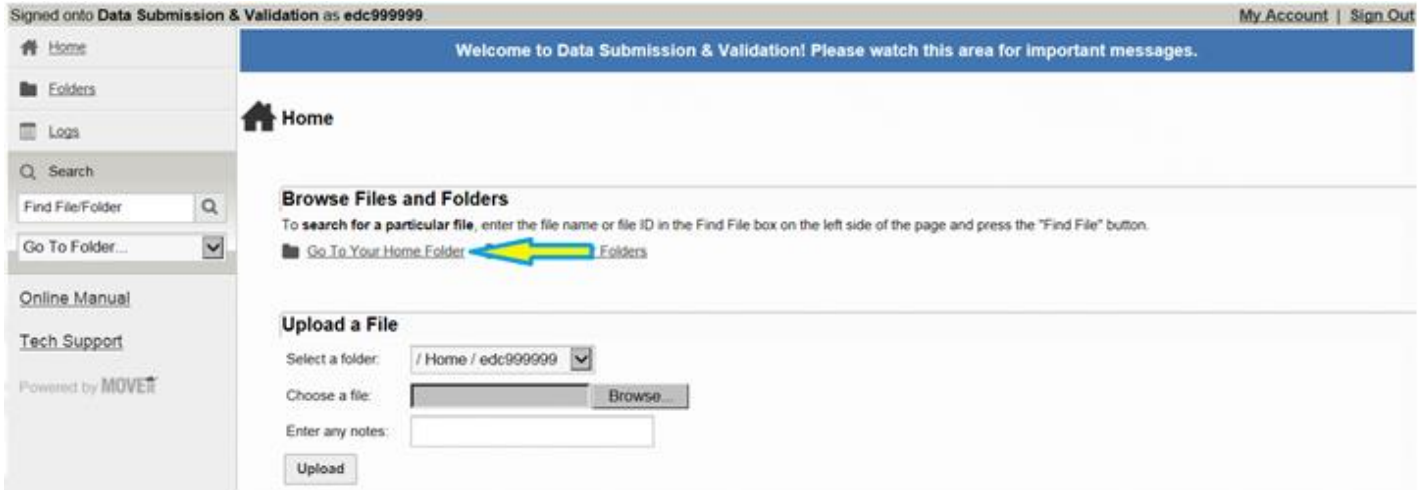 Signed onto Data Submission & Validation as edc999999.
My Account | Sign Out
Home
Folders
Logs
Search
Find File/Folder
Go To Folder...
Online Manual
Tech Support
Powered by MOVEit
Welcome to Data Submission & Validation! Please watch this area for important messages.
Home
Browse Files and Folders
To search for a particular file, enter the file name or file ID in the Find File box on the left side of the page and press the "Find File" button.
Go To Your Home Folder
Folders
Upload a File
Select a folder: / Home / edc999999
Choose a file: Browse...
Enter any notes:
Upload